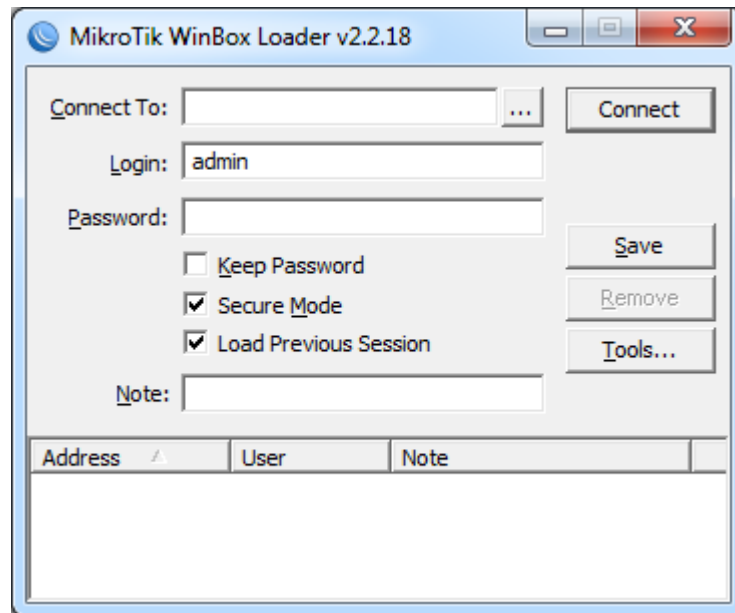 MikroTik WinBox Loader v2.2.18
Connect To: ... Connect
Login: admin
Password:
Keep Password Save
Secure Mode Remove
Load Previous Session Tools...
Note:
Address User Note